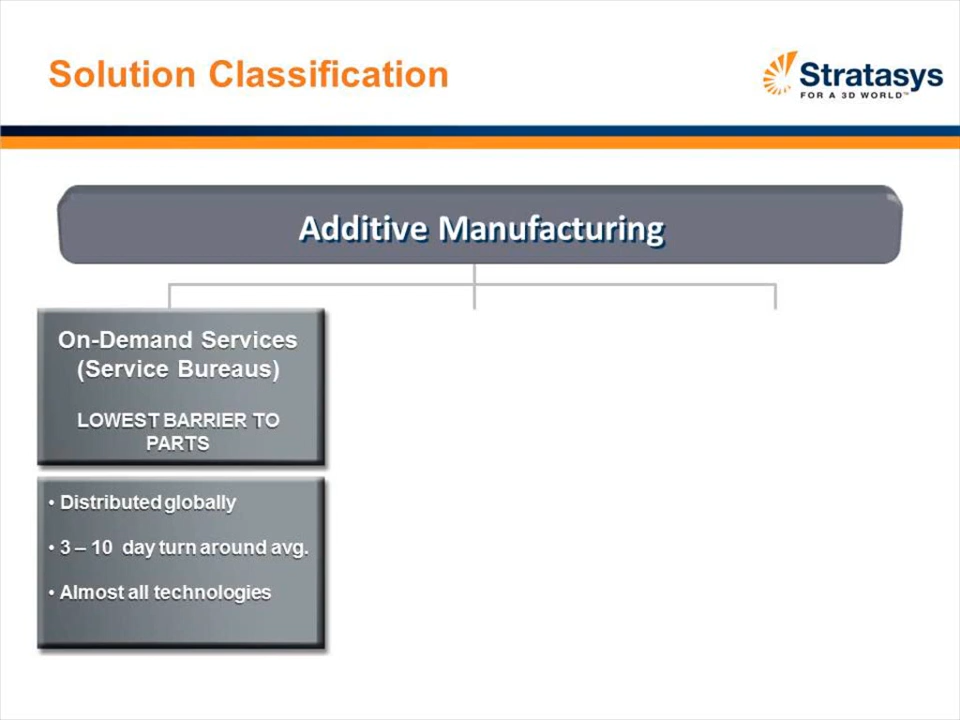 Solution Classification
Stratasys
FOR A 3D WORLD™
Additive Manufacturing
On-Demand Services
(Service Bureaus)
LOWEST BARRIER TO
PARTS
• Distributed globally
• 3 – 10 day turn around avg.
• Almost all technologies